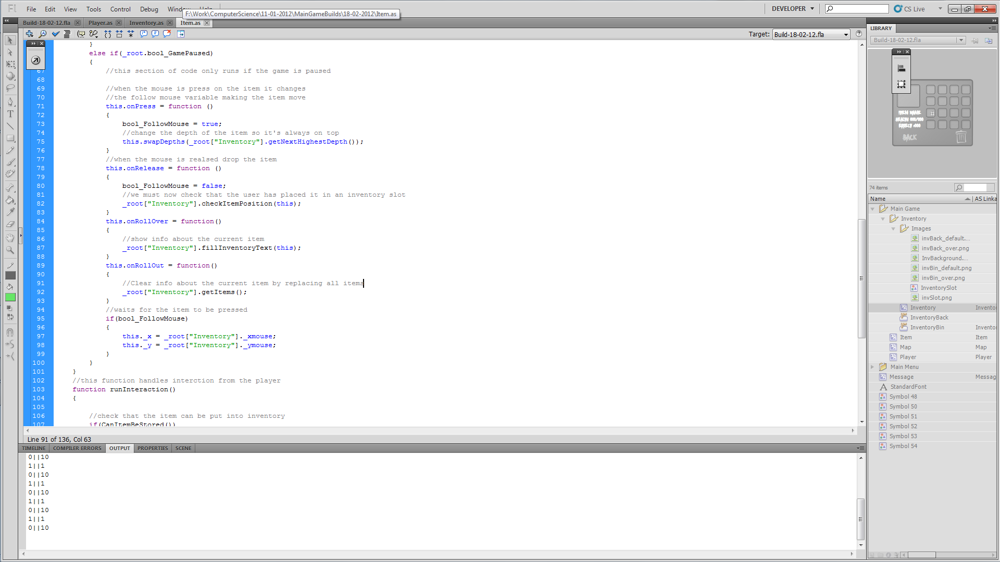 Fl File Edit View Tools Control Debug Window Help DEVELOPER CS Live
F:\Work\ComputerScience\11-01-2012\MainGameBuilds\18-02-2012\Item.as
Build-18-02-12.fla Player.as Inventory.as Item.as
Target: Build-18-02-12.fla
}
else if(_root.bool_GamePaused)
{
67 //this section of code only runs if the game is paused
68
69 //when the mouse is press on the item it changes
70 //the follow mouse variable making the item move
71 this.onPress = function ()
72 {
73 bool_FollowMouse = true;
74 //change the depth of the item so it's always on top
75 this.swapDepths(_root["Inventory"].getNextHighestDepth());
76 }
77 //when the mouse is realsed drop the item
78 this.onRelease = function ()
79 {
80 bool_FollowMouse = false;
81 //we must now check that the user has placed it in an inventory slot
82 _root["Inventory"].checkItemPosition(this);
83 }
84 this.onRollOver = function()
85 {
86 //show info about the current item
87 _root["Inventory"].fillInventoryText(this);
88 }
89 this.onRollOut = function()
90 {
91 //Clear info about the current item by replacing all items
92 _root["Inventory"].getItems();
93 }
94 //waits for the item to be pressed
95 if(bool_FollowMouse)
96 {
97 this._x = _root["Inventory"]._xmouse;
98 this._y = _root["Inventory"]._ymouse;
99 }
100 }
101 }
102 //this function handles interction from the player
103 function runInteraction()
104 {
105
106 //check that the item can be put into inventory
107 if(CanItemBeStored())
Line 91 of 136, Col 63
TIMELINE COMPILER ERRORS OUTPUT PROPERTIES SCENE
0||10
1||1
0||10
1||1
0||10
1||1
0||10
1||1
0||10
LIBRARY
Build-18-02-12.fla
BACK
74 items
Name AS Linka
Main Game
Inventory
Images
invBack_default....
invBack_over.png
InvBackground....
invBin_default.png
invBin_over.png
InventorySlot
invSlot.png
Inventory Invento
InventoryBack
InventoryBin Invento
Item Item
Map Map
Player Player
Main Menu
Message Messag
StandardFont
Symbol 48
Symbol 50
Symbol 51
Symbol 52
Symbol 53
Symbol 54